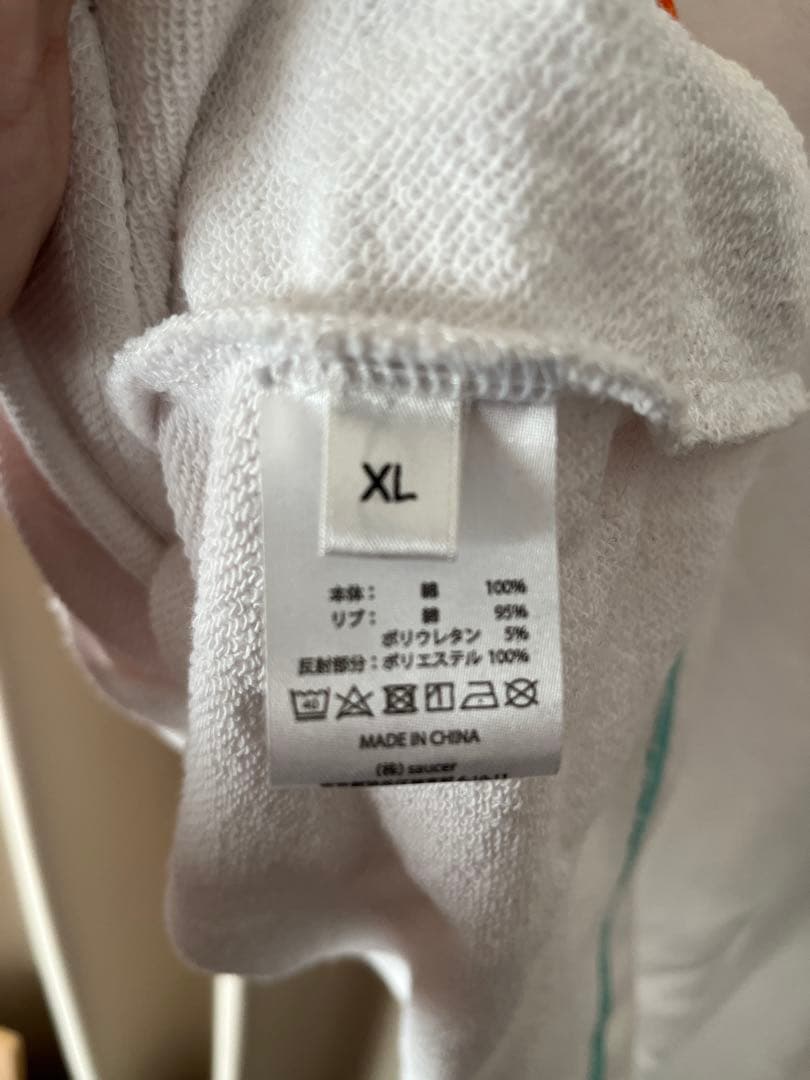 XL
本体： 綿 100%
リブ： 綿 95%
ポリウレタン 5%
反射部分：ポリエステル 100%
40
MADE IN CHINA
(株) saucer